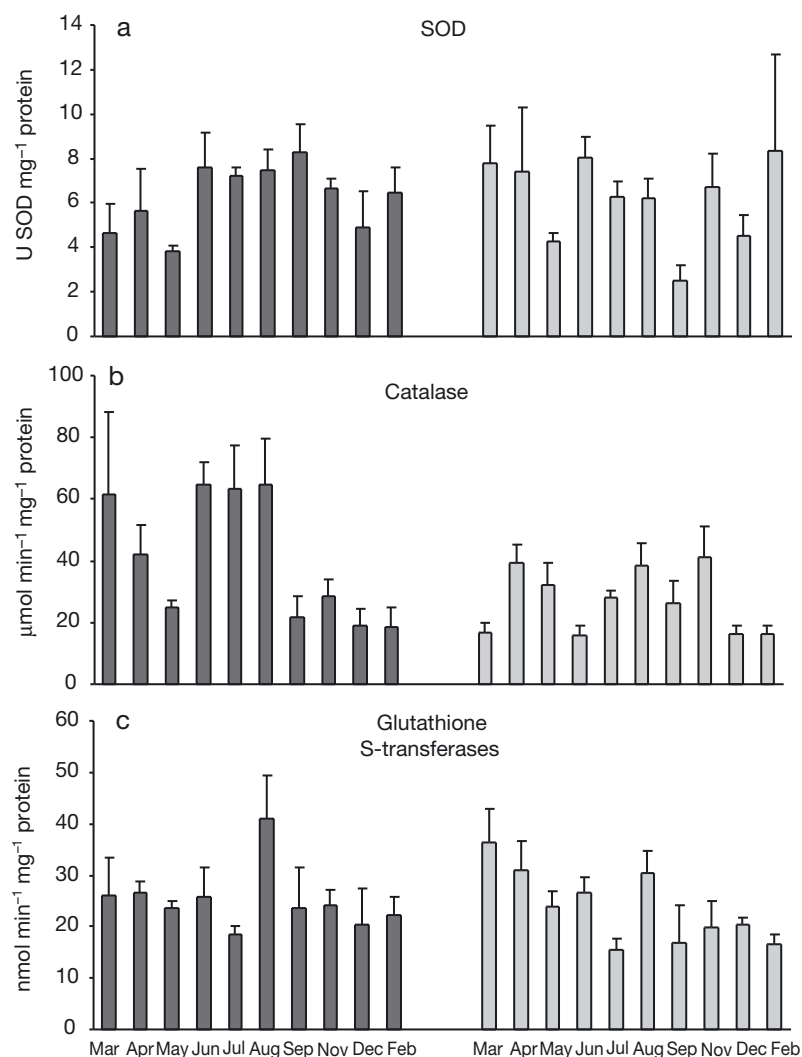 a
SOD
14
12
10
8
6
4
2
0
U SOD mg⁻¹ protein
b
Catalase
100
80
60
40
20
0
µmol min⁻¹ mg⁻¹ protein
c
Glutathione
S-transferases
60
50
40
30
20
10
0
nmol min⁻¹ mg⁻¹ protein
Mar Apr May Jun Jul Aug Sep Nov Dec Feb
Mar Apr May Jun Jul Aug Sep Nov Dec Feb